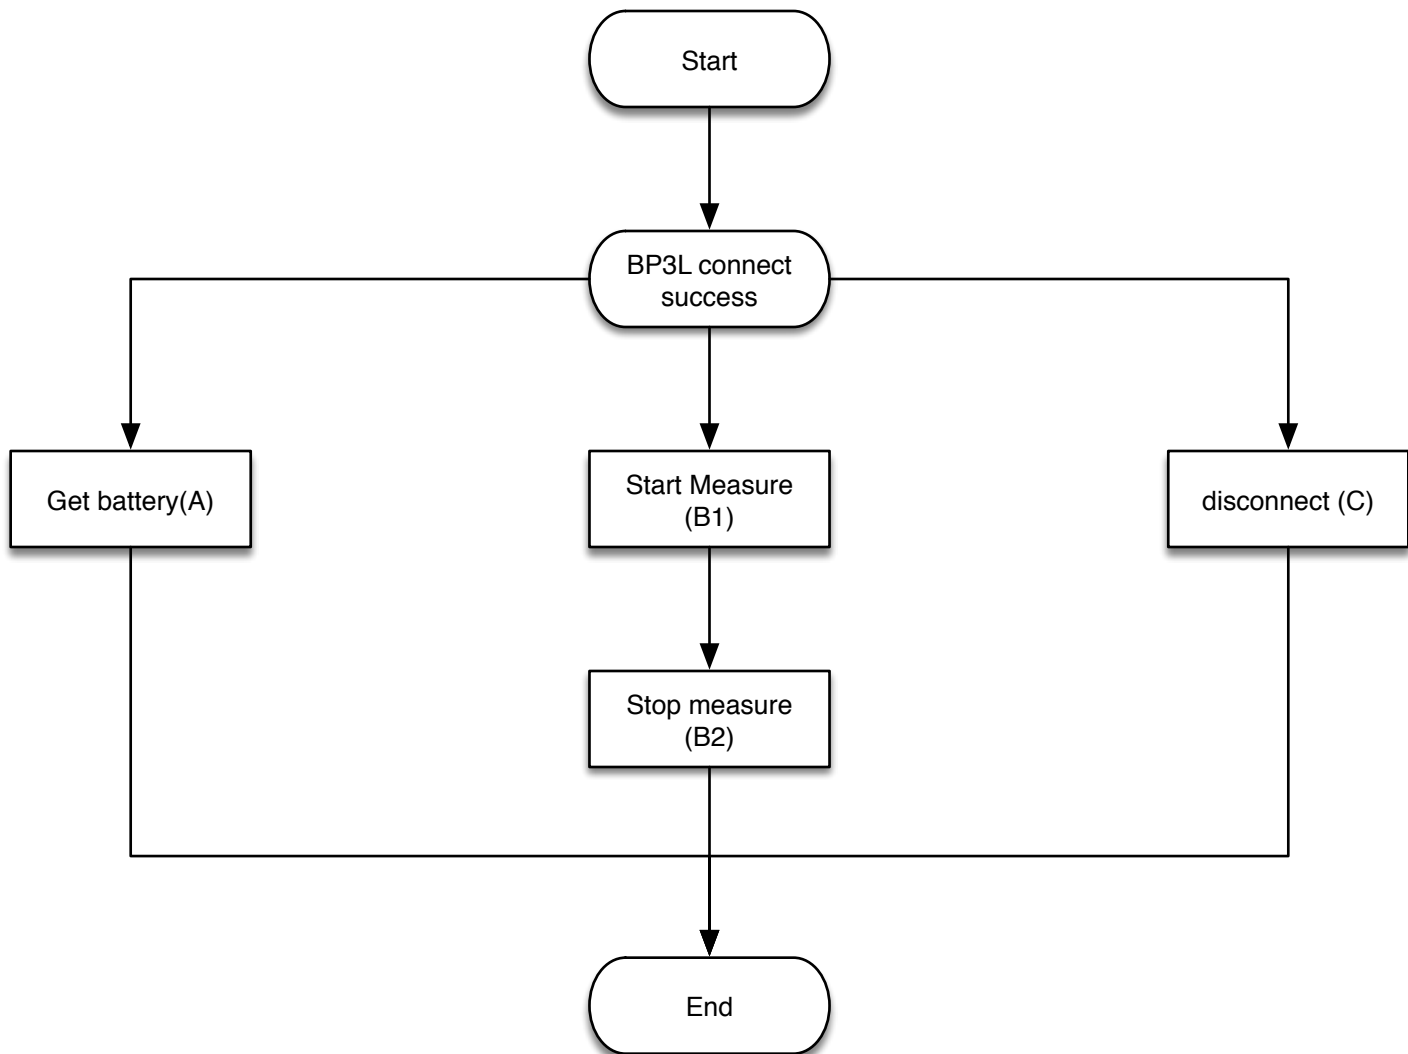 Start
BP3L connect
success
Get battery(A)
Start Measure
(B1)
disconnect (C)
Stop measure
(B2)
End